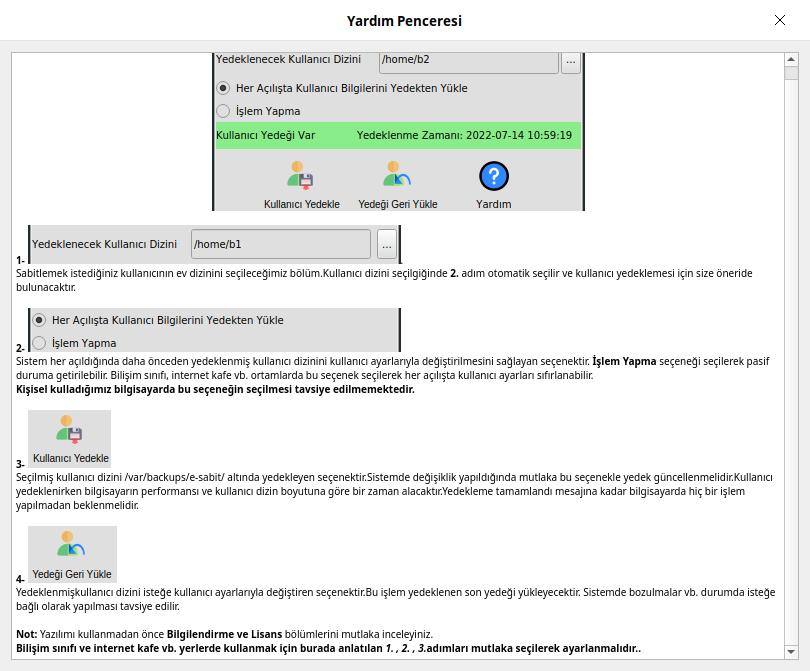 Yardım Penceresi
Yedeklenecek Kullanıcı Dizini /home/b2 ...
Her Açılışta Kullanıcı Bilgilerini Yedekten Yükle
İşlem Yapma
Kullanıcı Yedeği Var Yedeklenme Zamanı: 2022-07-14 10:59:19
Kullanıcı Yedekle Yedeği Geri Yükle Yardım
Yedeklenecek Kullanıcı Dizini /home/b1 ...
1-
Sabitlemek istediğiniz kullanıcının ev dizinini seçileceğimiz bölüm.Kullanıcı dizini seçilgiğinde 2. adım otomatik seçilir ve kullanıcı yedeklemesi için size öneride
bulunacaktır.
Her Açılışta Kullanıcı Bilgilerini Yedekten Yükle
İşlem Yapma
2-
Sistem her açıldığında daha önceden yedeklenmiş kullanıcı dizinini kullanıcı ayarlarıyla değiştirilmesini sağlayan seçenektir. İşlem Yapma seçeneği seçilerek pasif
duruma getirilebilir. Bilişim sınıfı, internet kafe vb. ortamlarda bu seçenek seçilerek her açılışta kullanıcı ayarları sıfırlanabilir.
Kişisel kulladığımız bilgisayarda bu seçeneğin seçilmesi tavsiye edilmemektedir.
Kullanıcı Yedekle
3-
Seçilmiş kullanıcı dizini /var/backups/e-sabit/ altında yedekleyen seçenektir.Sistemde değişiklik yapıldığında mutlaka bu seçenekle yedek güncellenmelidir.Kullanıcı
yedeklenirken bilgisayarın performansı ve kullanıcı dizin boyutuna göre bir zaman alacaktır.Yedekleme tamamlandı mesajına kadar bilgisayarda hiç bir işlem
yapılmadan beklenmelidir.
Yedeği Geri Yükle
4-
Yedeklenmişkullanıcı dizini isteğe kullanıcı ayarlarıyla değiştiren seçenektir.Bu işlem yedeklenen son yedeği yükleyecektir. Sistemde bozulmalar vb. durumda isteğe
bağlı olarak yapılması tavsiye edilir.
Not: Yazılımı kullanmadan önce Bilgilendirme ve Lisans bölümlerini mutlaka inceleyiniz.
Bilişim sınıfı ve internet kafe vb. yerlerde kullanmak için burada anlatılan 1. , 2. , 3.adımları mutlaka seçilerek ayarlanmalıdır..